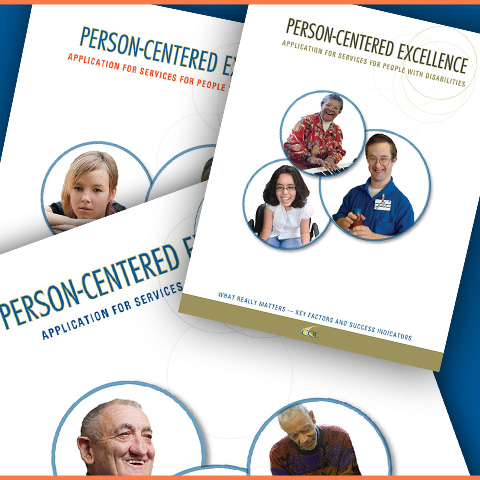 PERSON-CENTERED
APPLICATION FOR SERVICES FOR PEOPLE
PERSON-CENTERED EXCELLENCE
APPLICATION FOR SERVICES FOR PEOPLE WITH DISABILITIES
WHAT REALLY MATTERS — KEY FACTORS AND SUCCESS INDICATORS
CQL
PERSON-CENTERED
APPLICATION FOR SERVICES